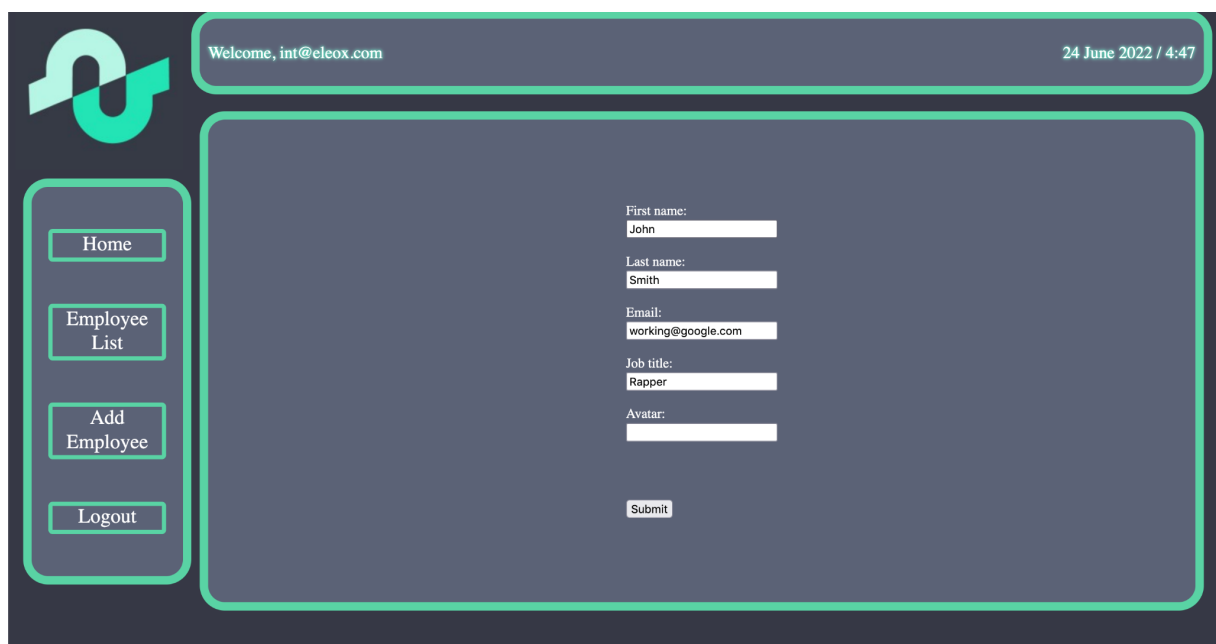 Welcome, int@eleox.com
24 June 2022 / 4:47
Home
Employee
List
Add
Employee
Logout
First name:
John
Last name:
Smith
Email:
working@google.com
Job title:
Rapper
Avatar:
Submit